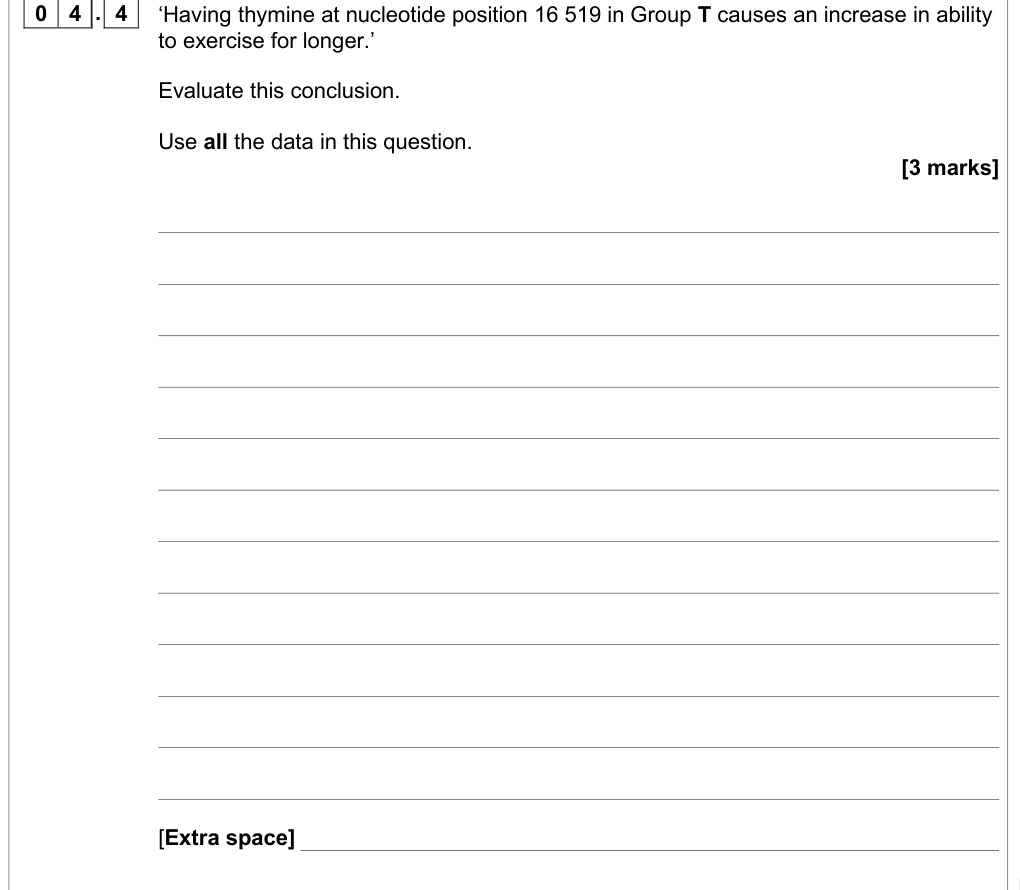 0 4 . 4 ‘Having thymine at nucleotide position 16 519 in Group T causes an increase in ability
to exercise for longer.’
Evaluate this conclusion.
Use all the data in this question.
[3 marks]
[Extra space]